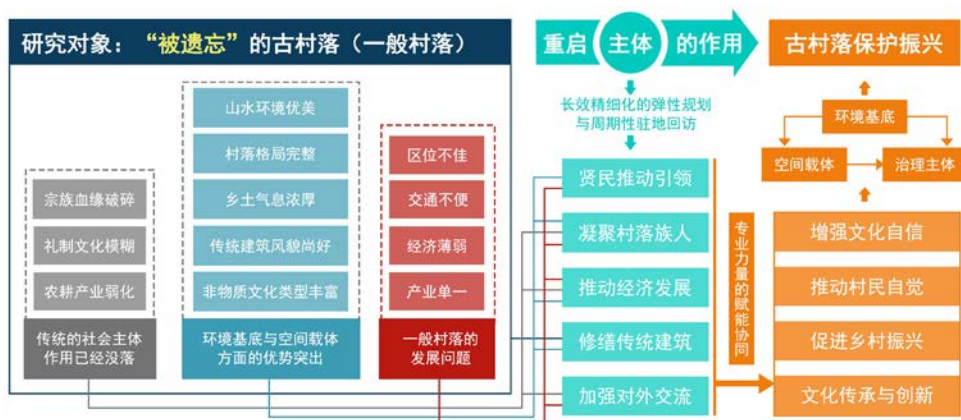 研究对象：“被遗忘”的古村落（一般村落）
宗族血缘破碎
礼制文化模糊
农耕产业弱化
传统的社会主体
作用已经没落
山水环境优美
村落格局完整
乡土气息浓厚
传统建筑风貌尚好
非物质文化类型丰富
环境基底与空间载体
方面的优势突出
区位不佳
交通不便
经济薄弱
产业单一
一般村落的
发展问题
重启 主体 的作用
长效精细化的弹性规划
与周期性驻地回访
贤民推动引领
凝聚村落族人
推动经济发展
修缮传统建筑
加强对外交流
专业力量的赋能协同
古村落保护振兴
环境基底
空间载体
治理主体
增强文化自信
推动村民自觉
促进乡村振兴
文化传承与创新